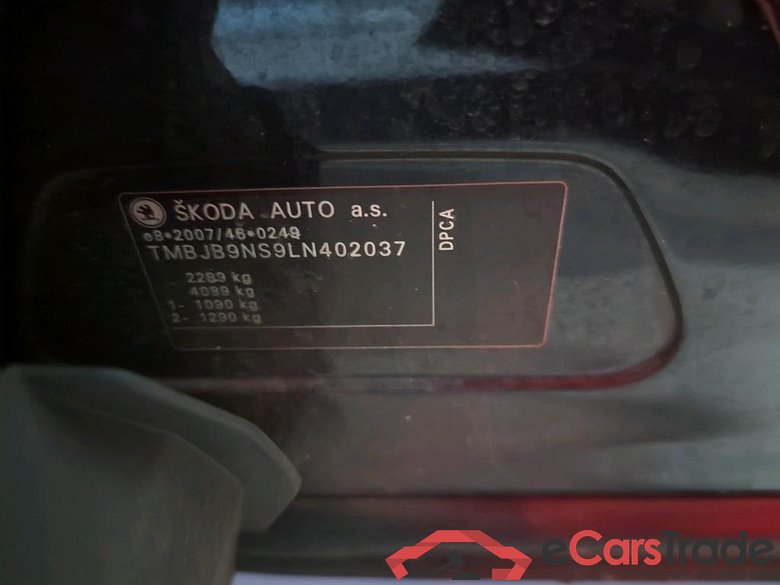 ŠKODA AUTO a.s.
e8*2007/46*0249
TMBJB9NS9LN402037
2289 kg
4089 kg
1- 1090 kg
2- 1290 kg
DPCA
eCarsTrade